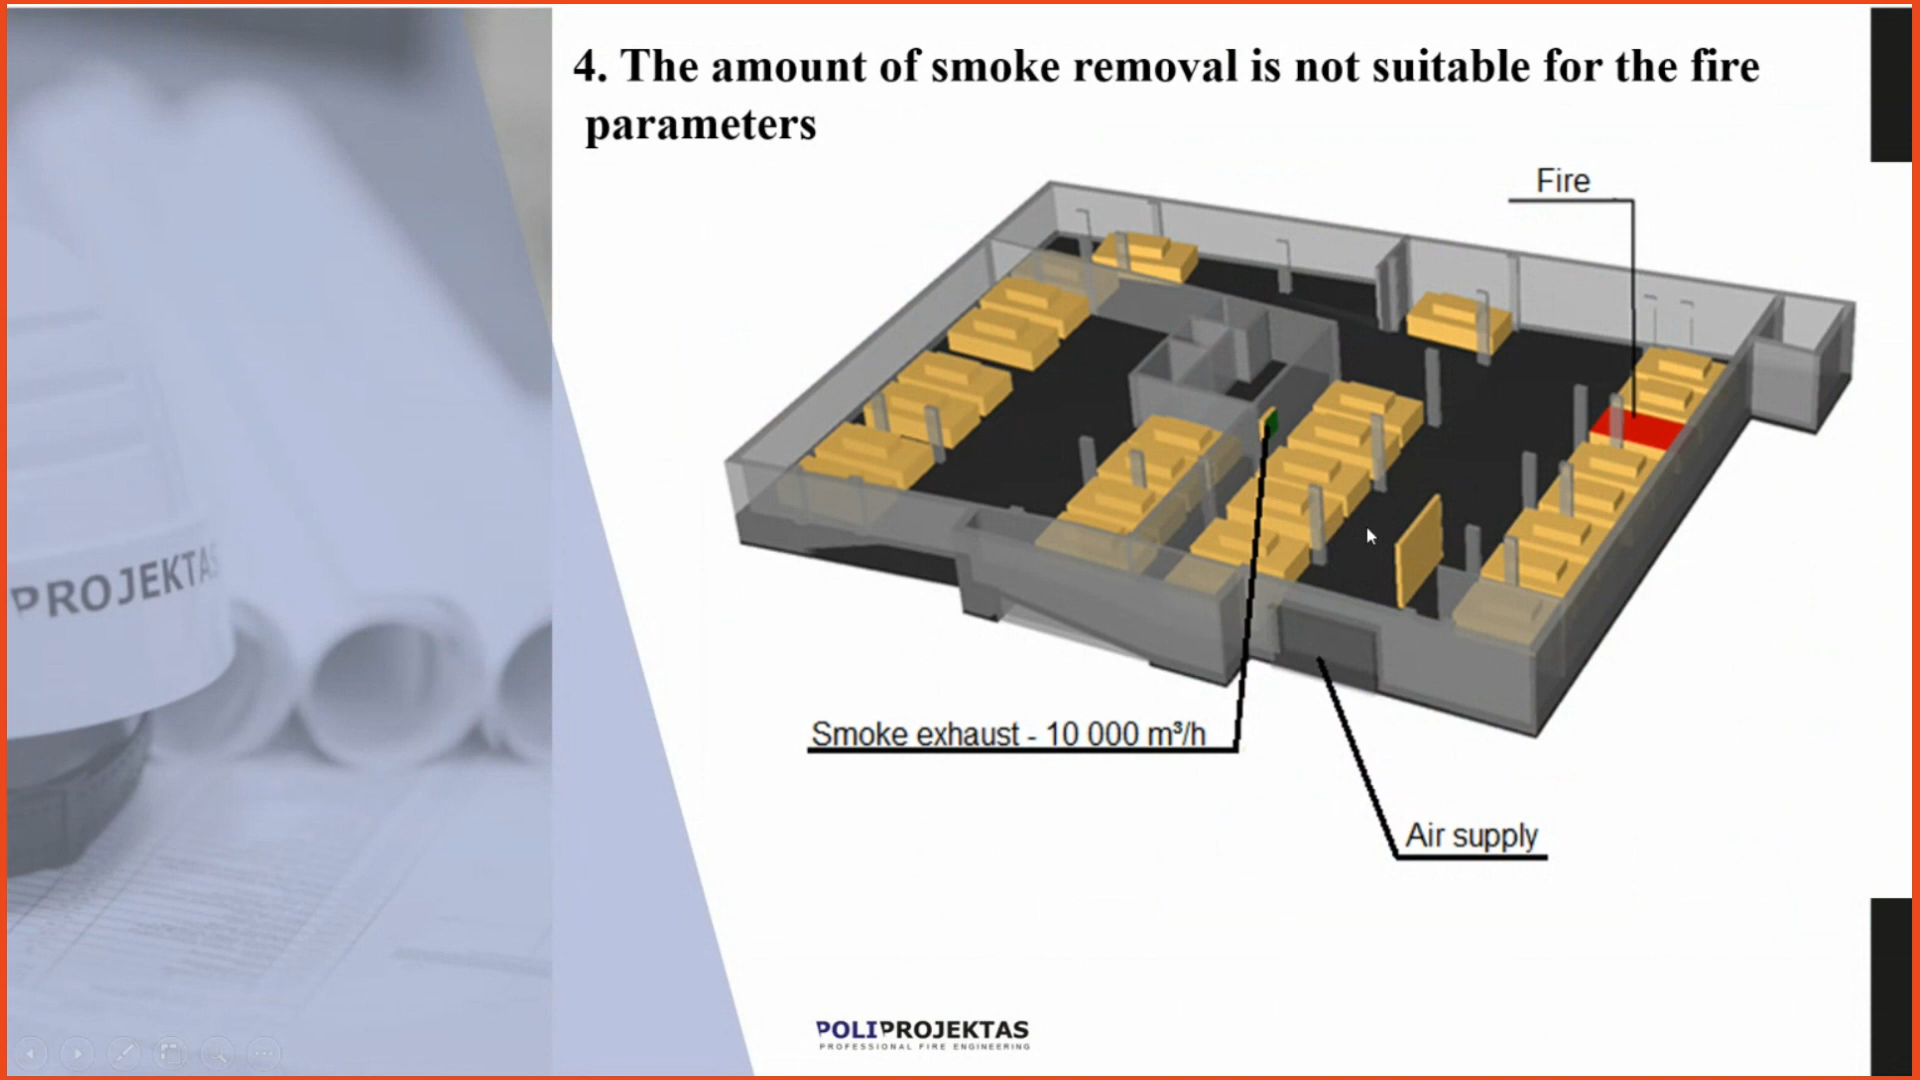 4. The amount of smoke removal is not suitable for the fire
parameters
Fire
PROJEKTAS
Smoke exhaust - 10 000 m³/h
Air supply
POLIPROJEKTAS
PROFESSIONAL FIRE ENGINEERING